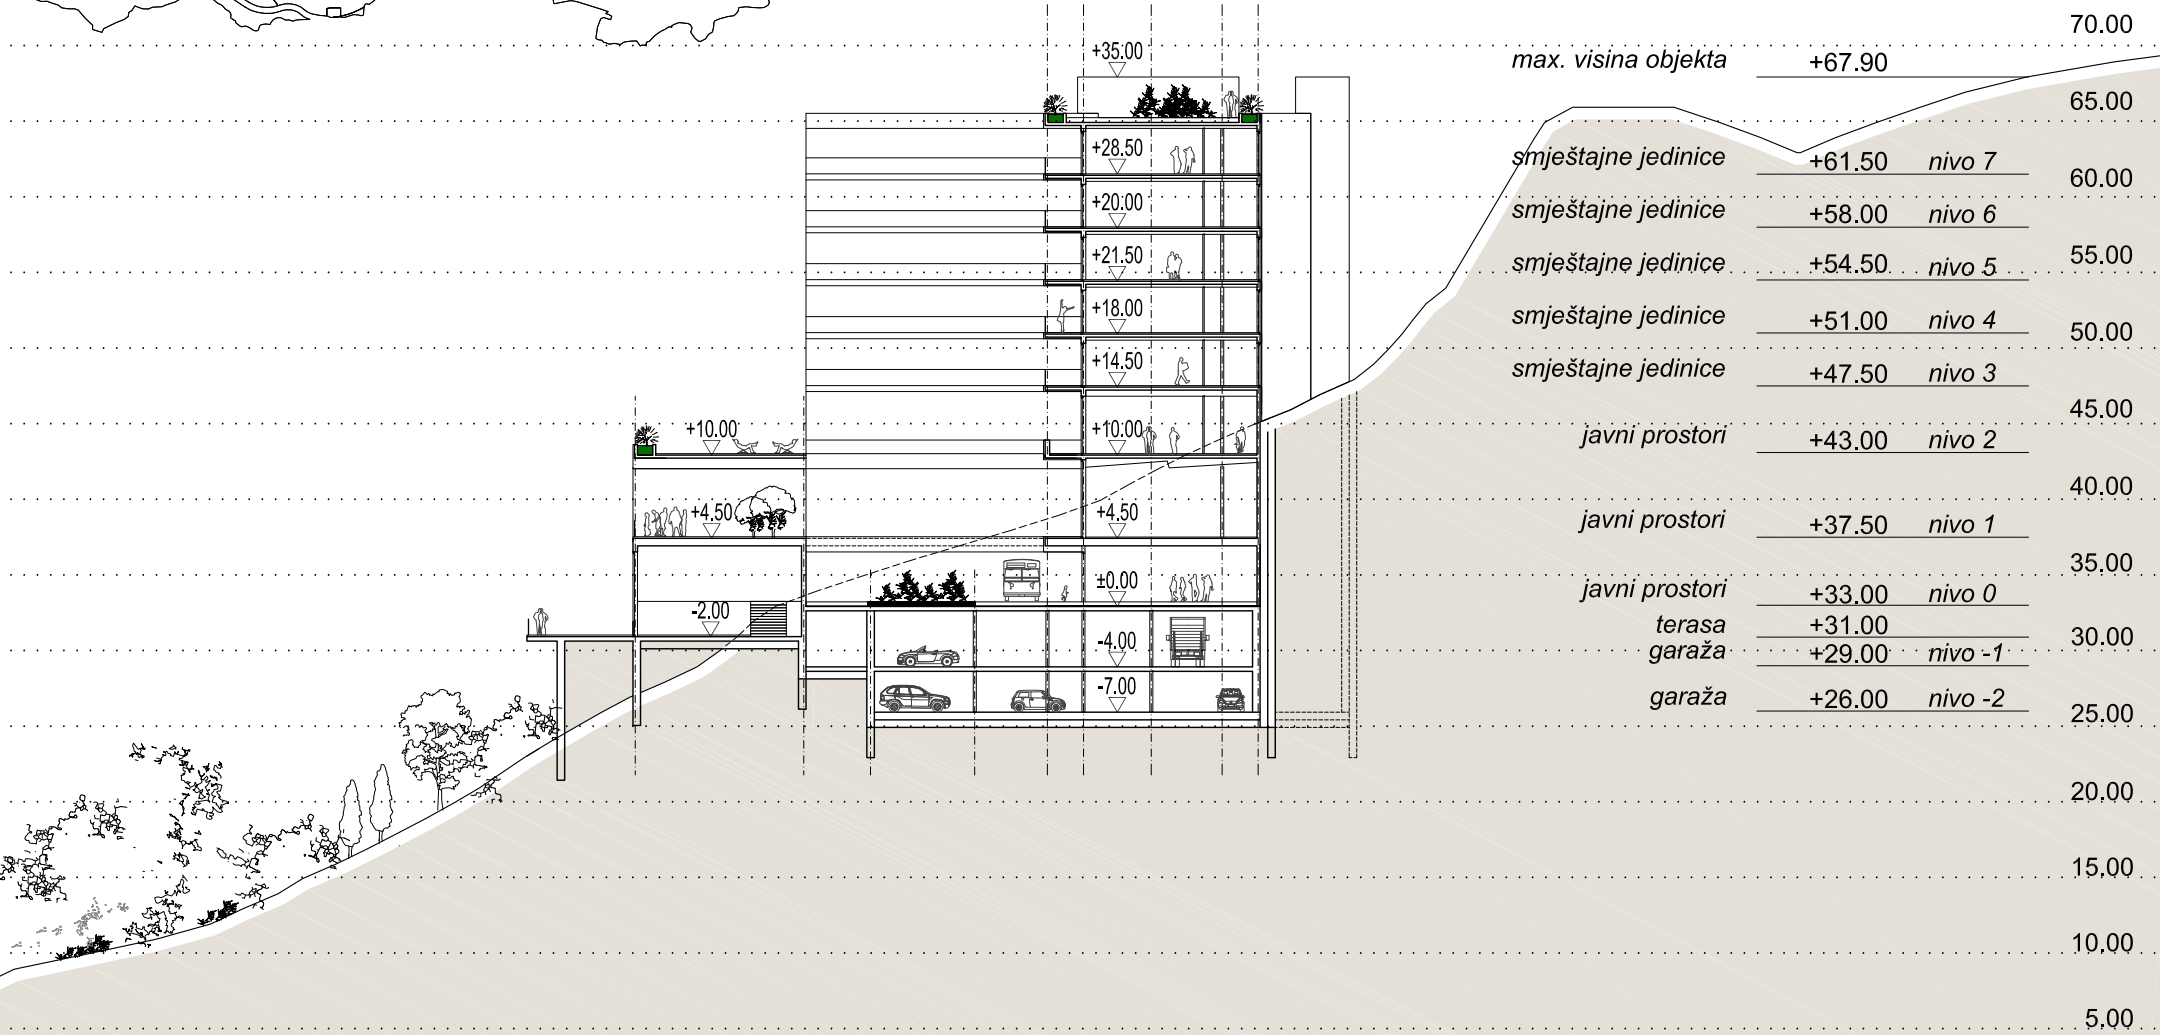 70.00
+35.00
max. visina objekta +67.90
65.00
+28.50
smještajne jedinice +61.50 nivo 7
60.00
+20.00
smještajne jedinice +58.00 nivo 6
+21.50
smještajne jedinice +54.50 nivo 5
55.00
+18.00
smještajne jedinice +51.00 nivo 4
50.00
+14.50
smještajne jedinice +47.50 nivo 3
45.00
+10.00
+10.00
javni prostori +43.00 nivo 2
40.00
+4.50
+4.50
javni prostori +37.50 nivo 1
35.00
±0.00
javni prostori +33.00 nivo 0
-2.00
terasa +31.00
30.00
-4.00
garaža +29.00 nivo -1
-7.00
garaža +26.00 nivo -2
25.00
20.00
15.00
10.00
5.00